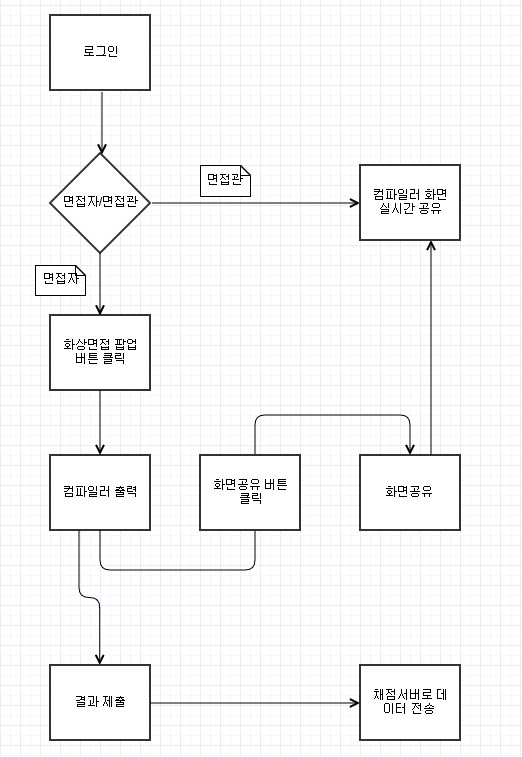 로그인
면접자/면접관
면접관
컴파일러 화면
실시간 공유
면접자
화상면접 팝업
버튼 클릭
컴파일러 출력
화면공유 버튼
클릭
화면공유
결과 제출
채점서버로 데
이터 전송